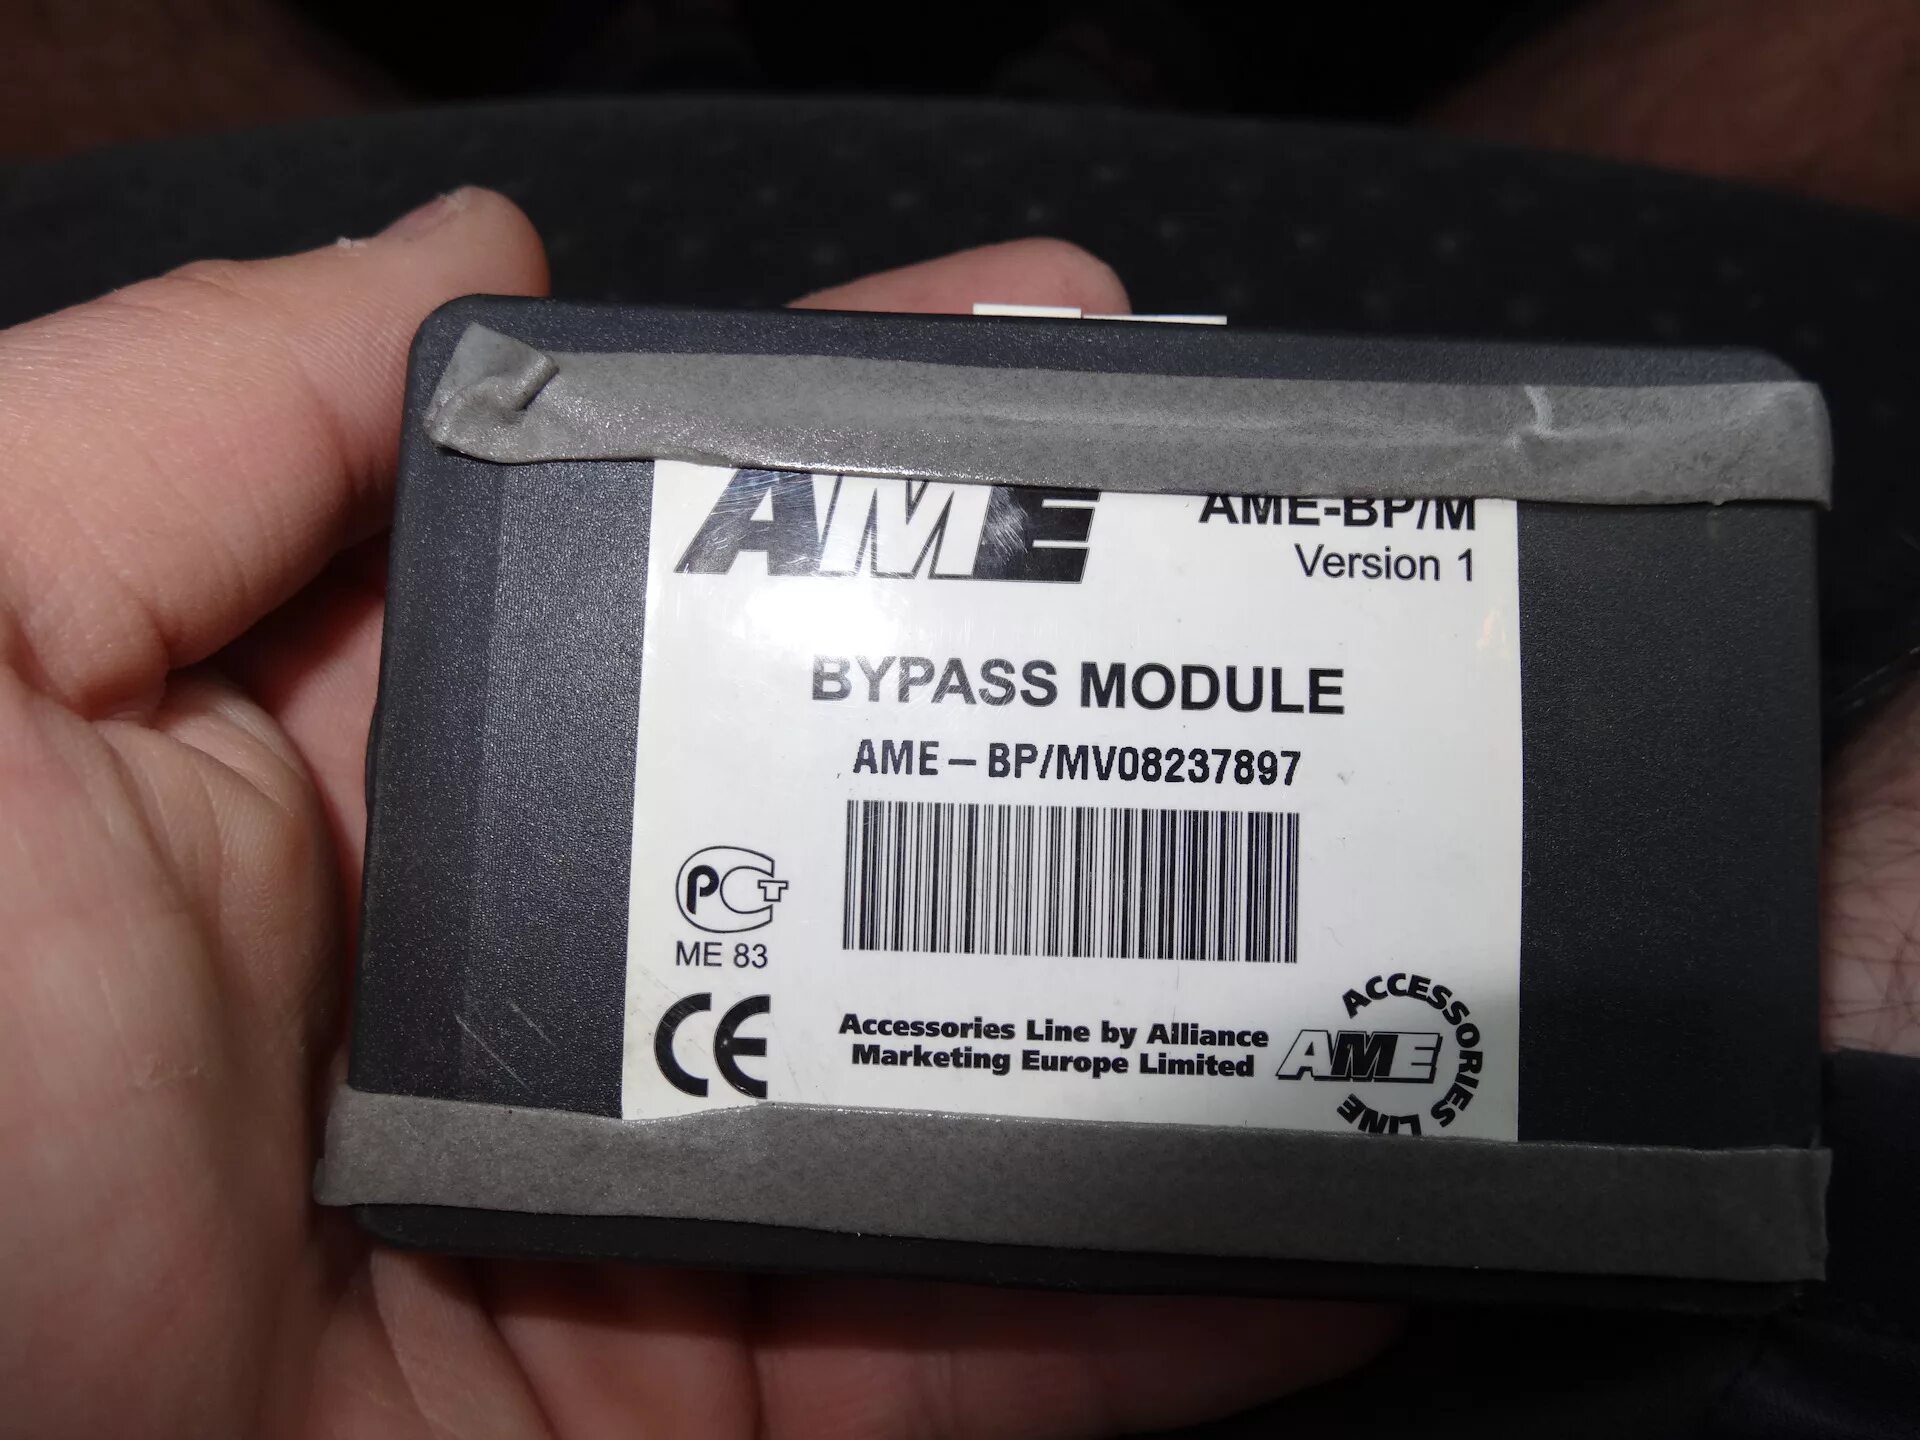 AME
AME-BP/M
Version 1
BYPASS MODULE
AME – BP/MV08237897
РСТ
ME 83
CE
Accessories Line by Alliance
Marketing Europe Limited
AME
ACCESSORIES LINE